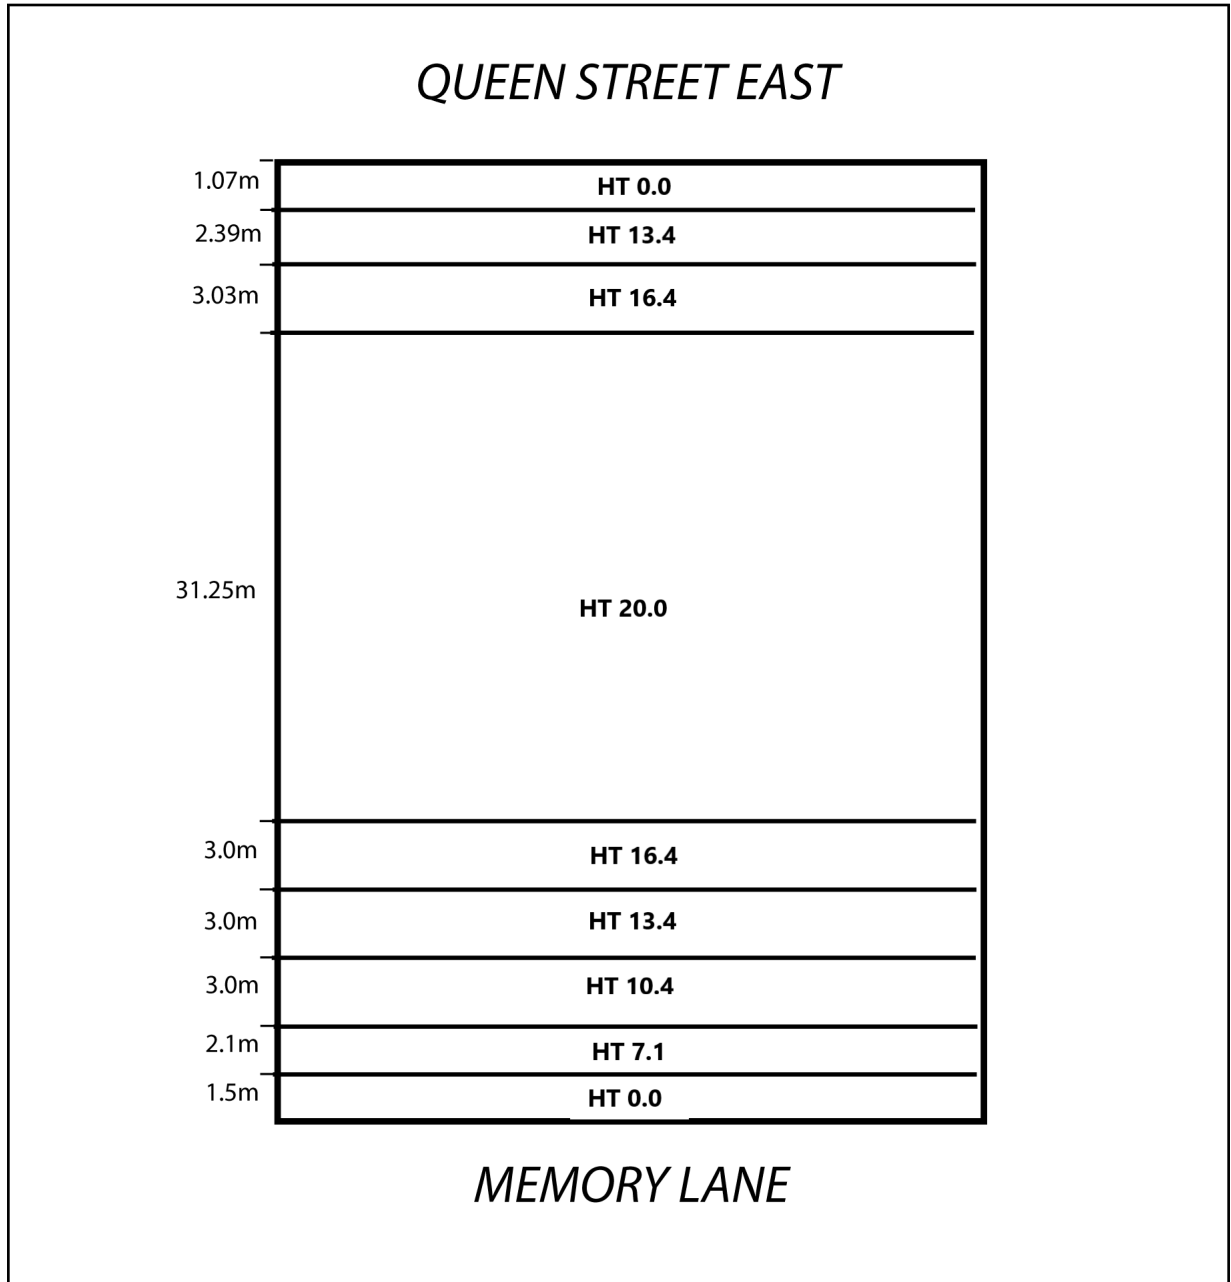 QUEEN STREET EAST
1.07m HT 0.0
2.39m HT 13.4
3.03m HT 16.4
31.25m HT 20.0
3.0m HT 16.4
3.0m HT 13.4
3.0m HT 10.4
2.1m HT 7.1
1.5m HT 0.0
MEMORY LANE